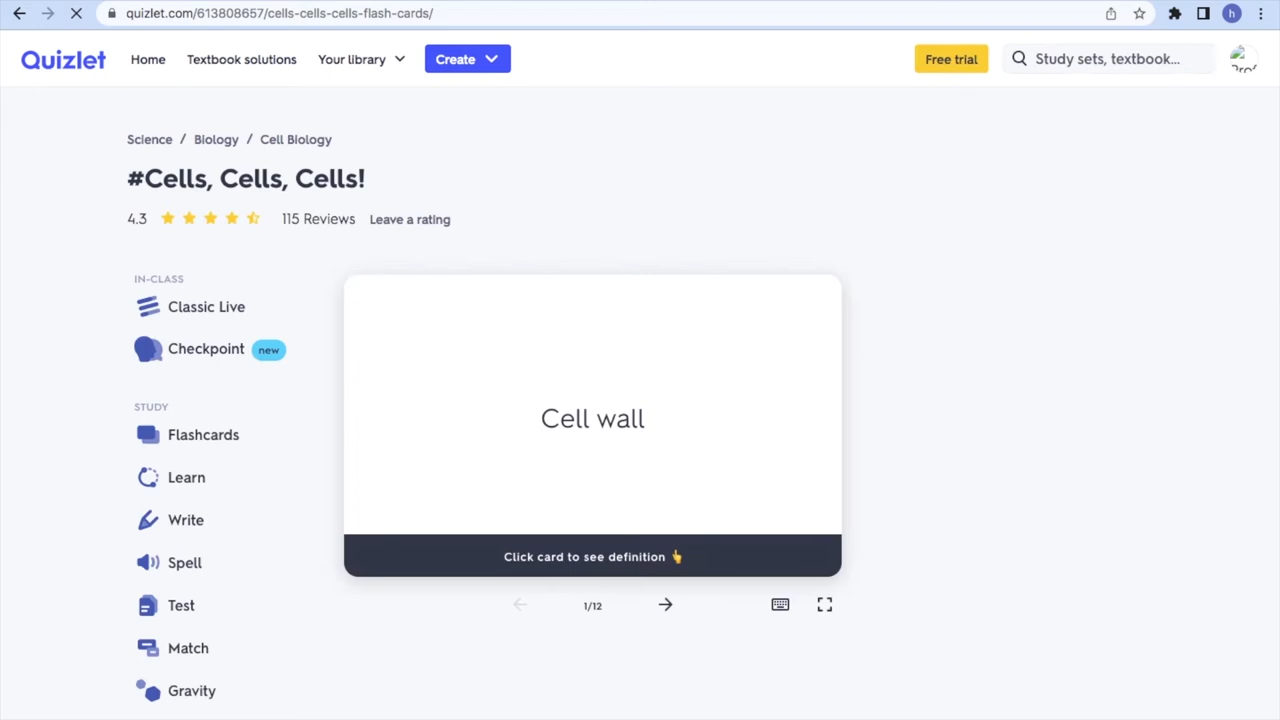 quizlet.com/613808657/cells-cells-cells-flash-cards/
h
Quizlet
Home
Textbook solutions
Your library
Create
Free trial
Study sets, textbook...
Science / Biology / Cell Biology
#Cells, Cells, Cells!
4.3
115 Reviews
Leave a rating
IN-CLASS
Classic Live
Checkpoint new
STUDY
Flashcards
Learn
Write
Spell
Test
Match
Gravity
Cell wall
Click card to see definition 👆
1/12